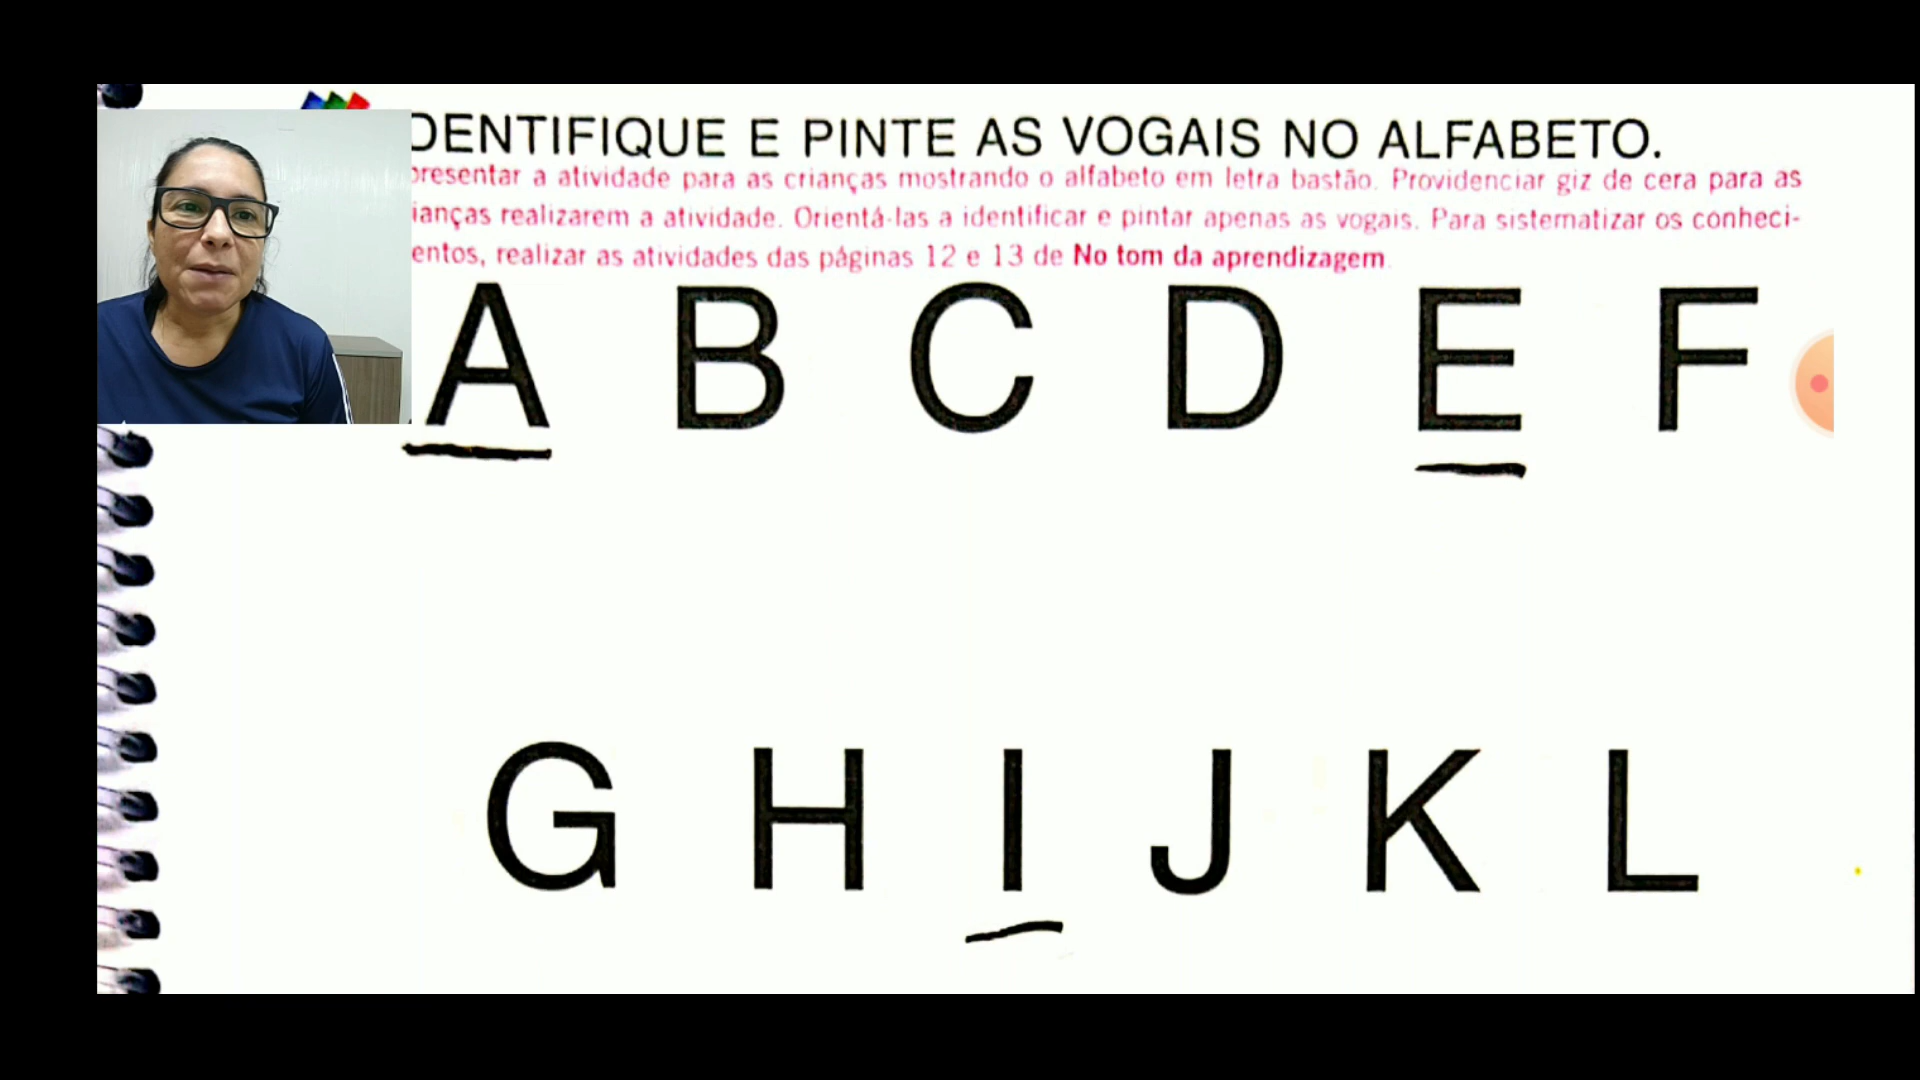 DENTIFIQUE E PINTE AS VOGAIS NO ALFABETO.
presentar a atividade para as crianças mostrando o alfabeto em letra bastão. Providenciar giz de cera para as
ianças realizarem a atividade. Orientá-las a identificar e pintar apenas as vogais. Para sistematizar os conheci-
entos, realizar as atividades das páginas 12 e 13 de No tom da aprendizagem.
A B C D E F
G H I J K L